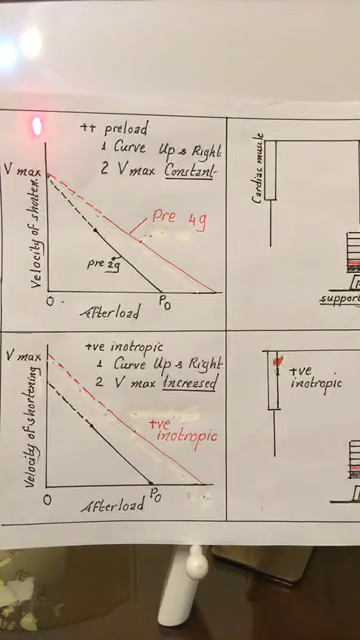 ++ preload
1 Curve Up & Right
2 V max Constant
V max
Velocity of shorten.
Pre 4g
pre 2g
0
P0
Afterload
Cardiac muscle
support
+ve inotropic
1 Curve Up & Right
2 V max Increased
V max
Velocity of shortening
+ve
inotropic
0
P0
Afterload
+ve
inotropic